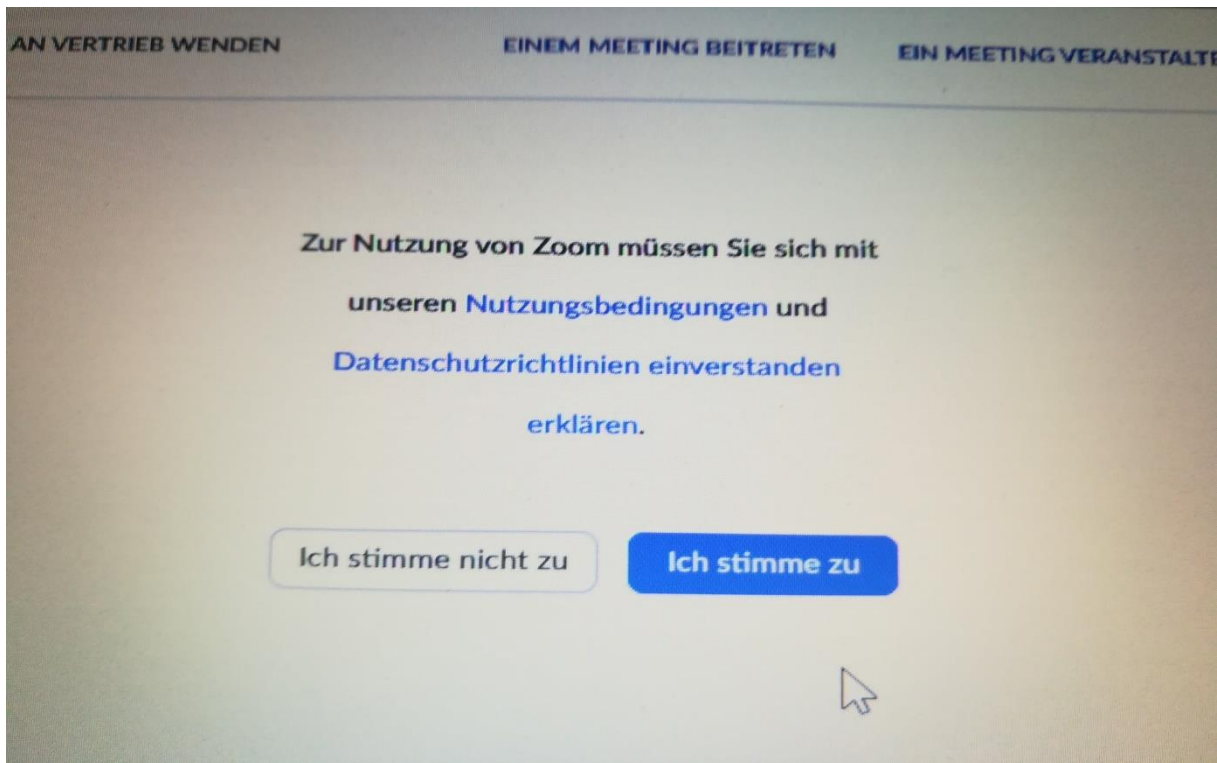 AN VERTRIEB WENDEN EINEM MEETING BEITRETEN EIN MEETING VERANSTALTE
Zur Nutzung von Zoom müssen Sie sich mit
unseren Nutzungsbedingungen und
Datenschutzrichtlinien einverstanden
erklären.
Ich stimme nicht zu Ich stimme zu